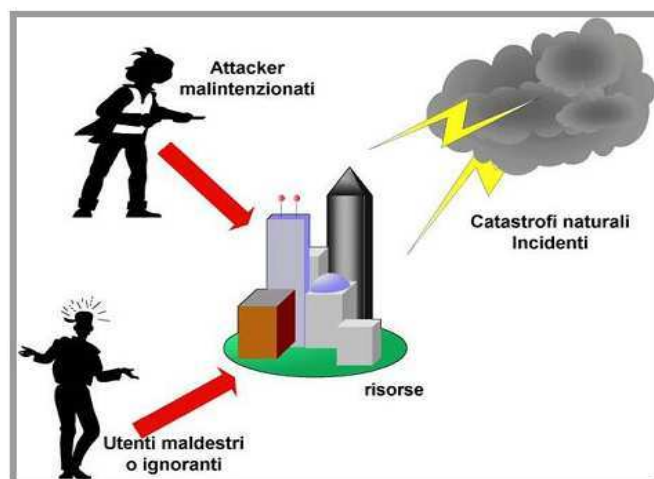 Attacker
malintenzionati
Catastrofi naturali
Incidenti
risorse
Utenti maldestri
o ignoranti